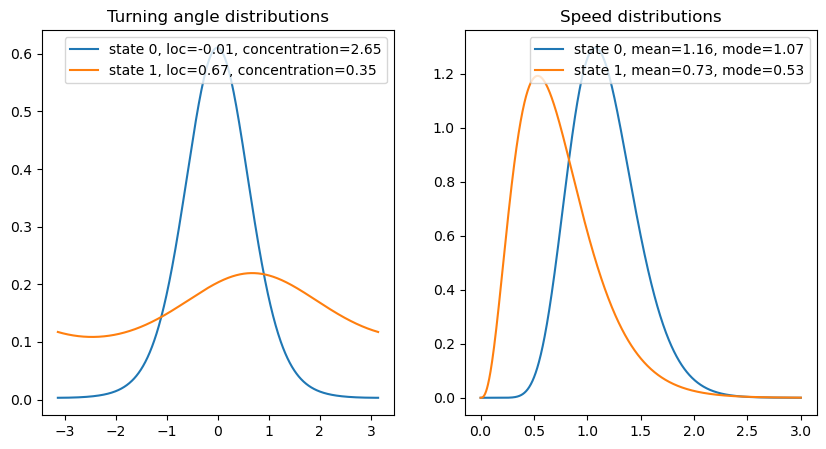 Turning angle distributions
state 0, loc=-0.01, concentration=2.65
state 1, loc=0.67, concentration=0.35
0.6
0.5
0.4
0.3
0.2
0.1
0.0
−3 −2 −1 0 1 2 3
Speed distributions
state 0, mean=1.16, mode=1.07
state 1, mean=0.73, mode=0.53
1.2
1.0
0.8
0.6
0.4
0.2
0.0
0.0 0.5 1.0 1.5 2.0 2.5 3.0